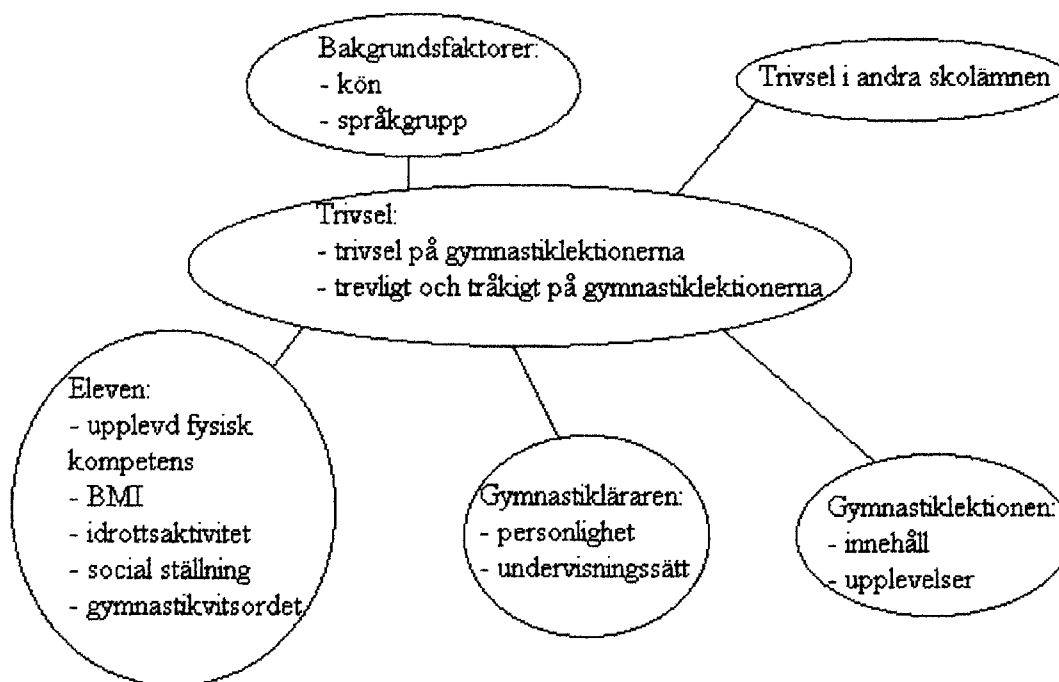 Bakgrundsfaktorer:
- kön
- språkgrupp
Trivsel i andra skolämnen
Trivsel:
- trivsel på gymnastiklektionerna
- trevligt och tråkigt på gymnastiklektionerna
Eleven:
- upplevd fysisk
kompetens
- BMI
- idrottsaktivitet
- social ställning
- gymnastikvitsordet
Gymnastikläraren:
- personlighet
- undervisningssätt
Gymnastiklektionen:
- innehåll
- upplevelser